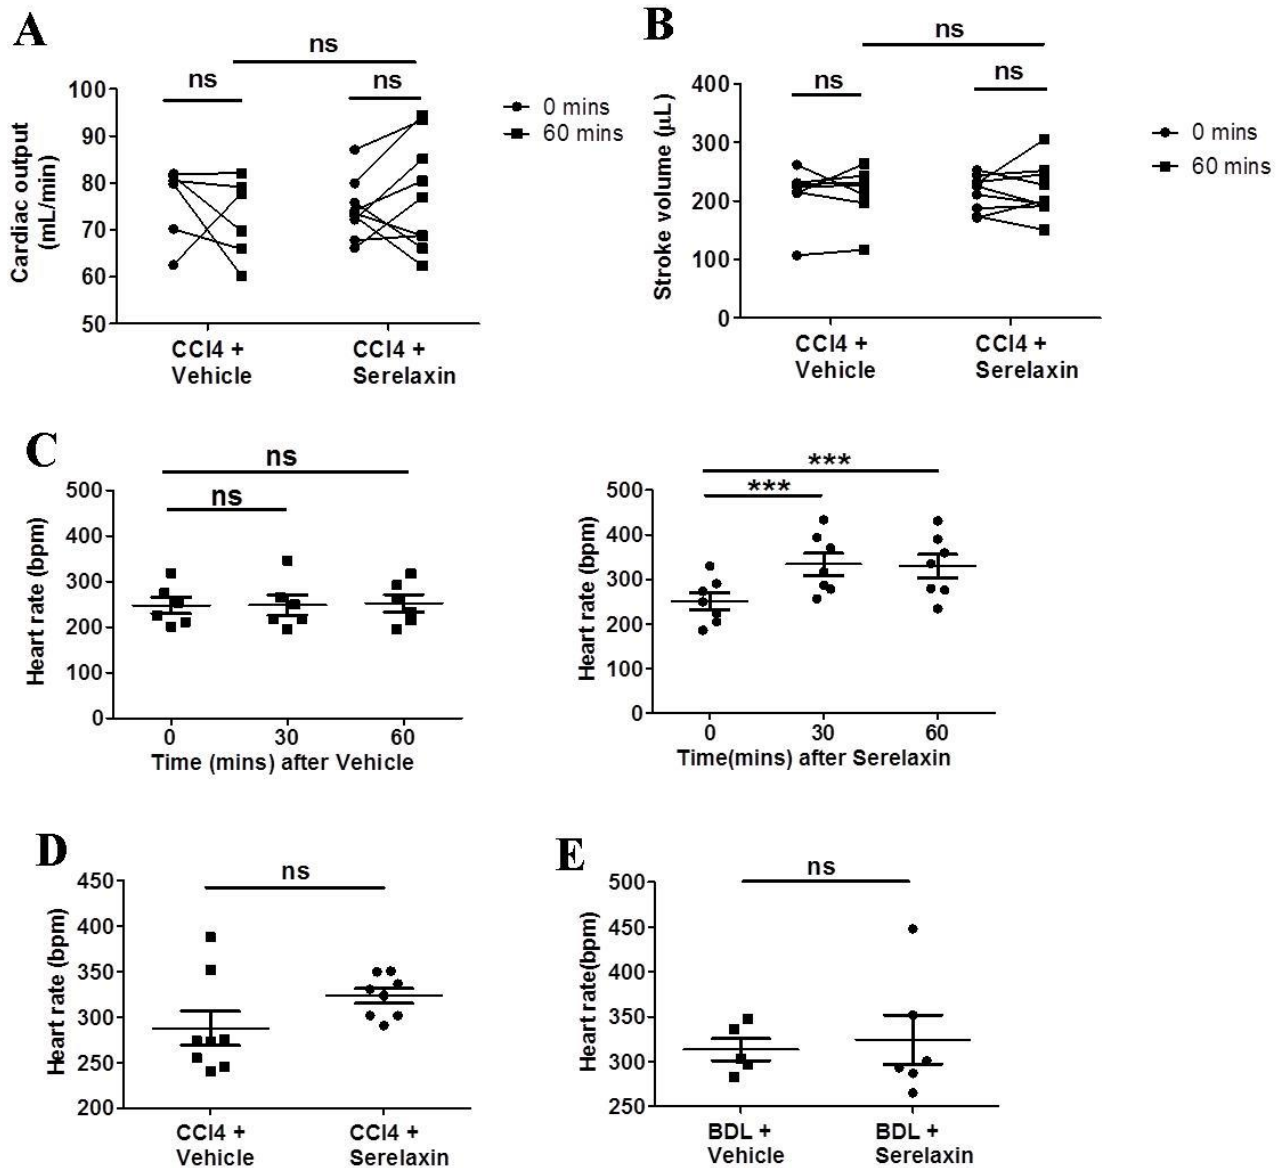 A
ns
ns
ns
Cardiac output
(mL/min)
100
90
80
70
60
50
0 mins
60 mins
CCl4 +
Vehicle
CCl4 +
Serelaxin
B
ns
ns
ns
Stroke volume (μL)
400
300
200
100
0
0 mins
60 mins
CCl4 +
Vehicle
CCl4 +
Serelaxin
C
ns
ns
Heart rate (bpm)
500
400
300
200
100
0
0 30 60
Time (mins) after Vehicle
***
***
Heart rate (bpm)
500
400
300
200
100
0
0 30 60
Time(mins) after Serelaxin
D
ns
Heart rate (bpm)
450
400
350
300
250
200
CCl4 +
Vehicle
CCl4 +
Serelaxin
E
ns
Heart rate(bpm)
500
450
400
350
300
250
BDL +
Vehicle
BDL +
Serelaxin